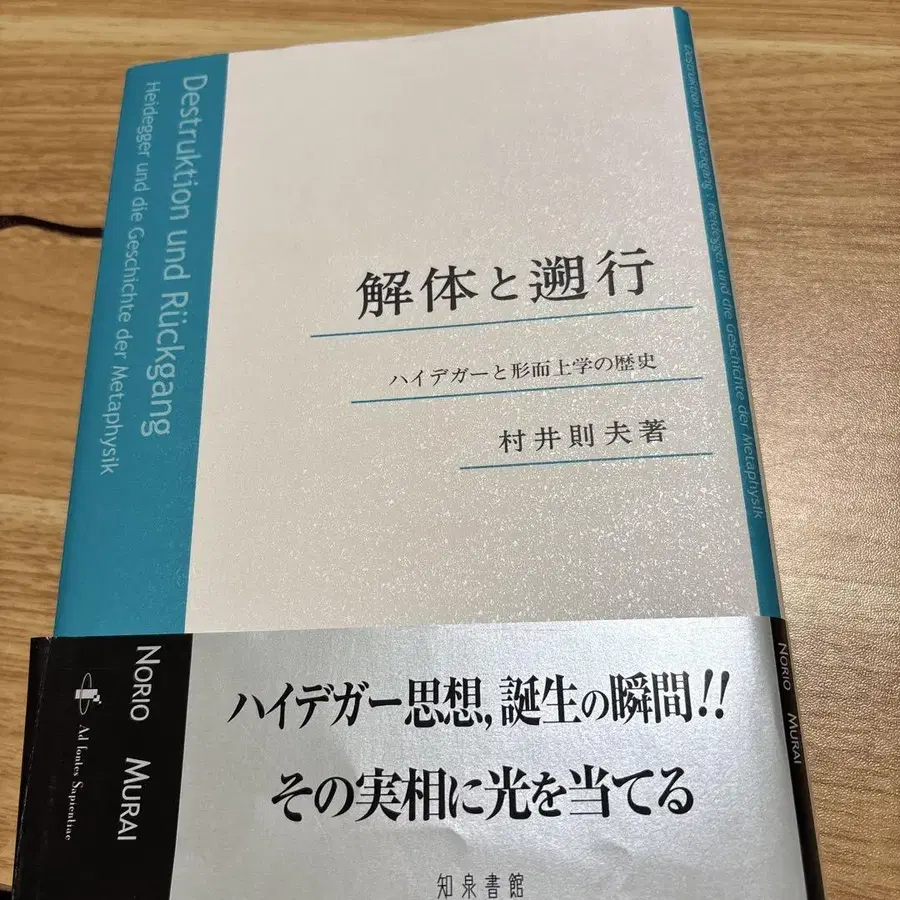 解体と遡行
ハイデガーと形而上学の歴史
村井則夫著
Destruktion und Rückgang
Heidegger und die Geschichte der Metaphysik
NORIO MURAI
Ad fontes Sapientiae
ハイデガー思想,誕生の瞬間!!
その実相に光を当てる
知泉書館
Destruktion und Rückgang · Heidegger und die Geschichte der Metaphysik
NORIO MURAI